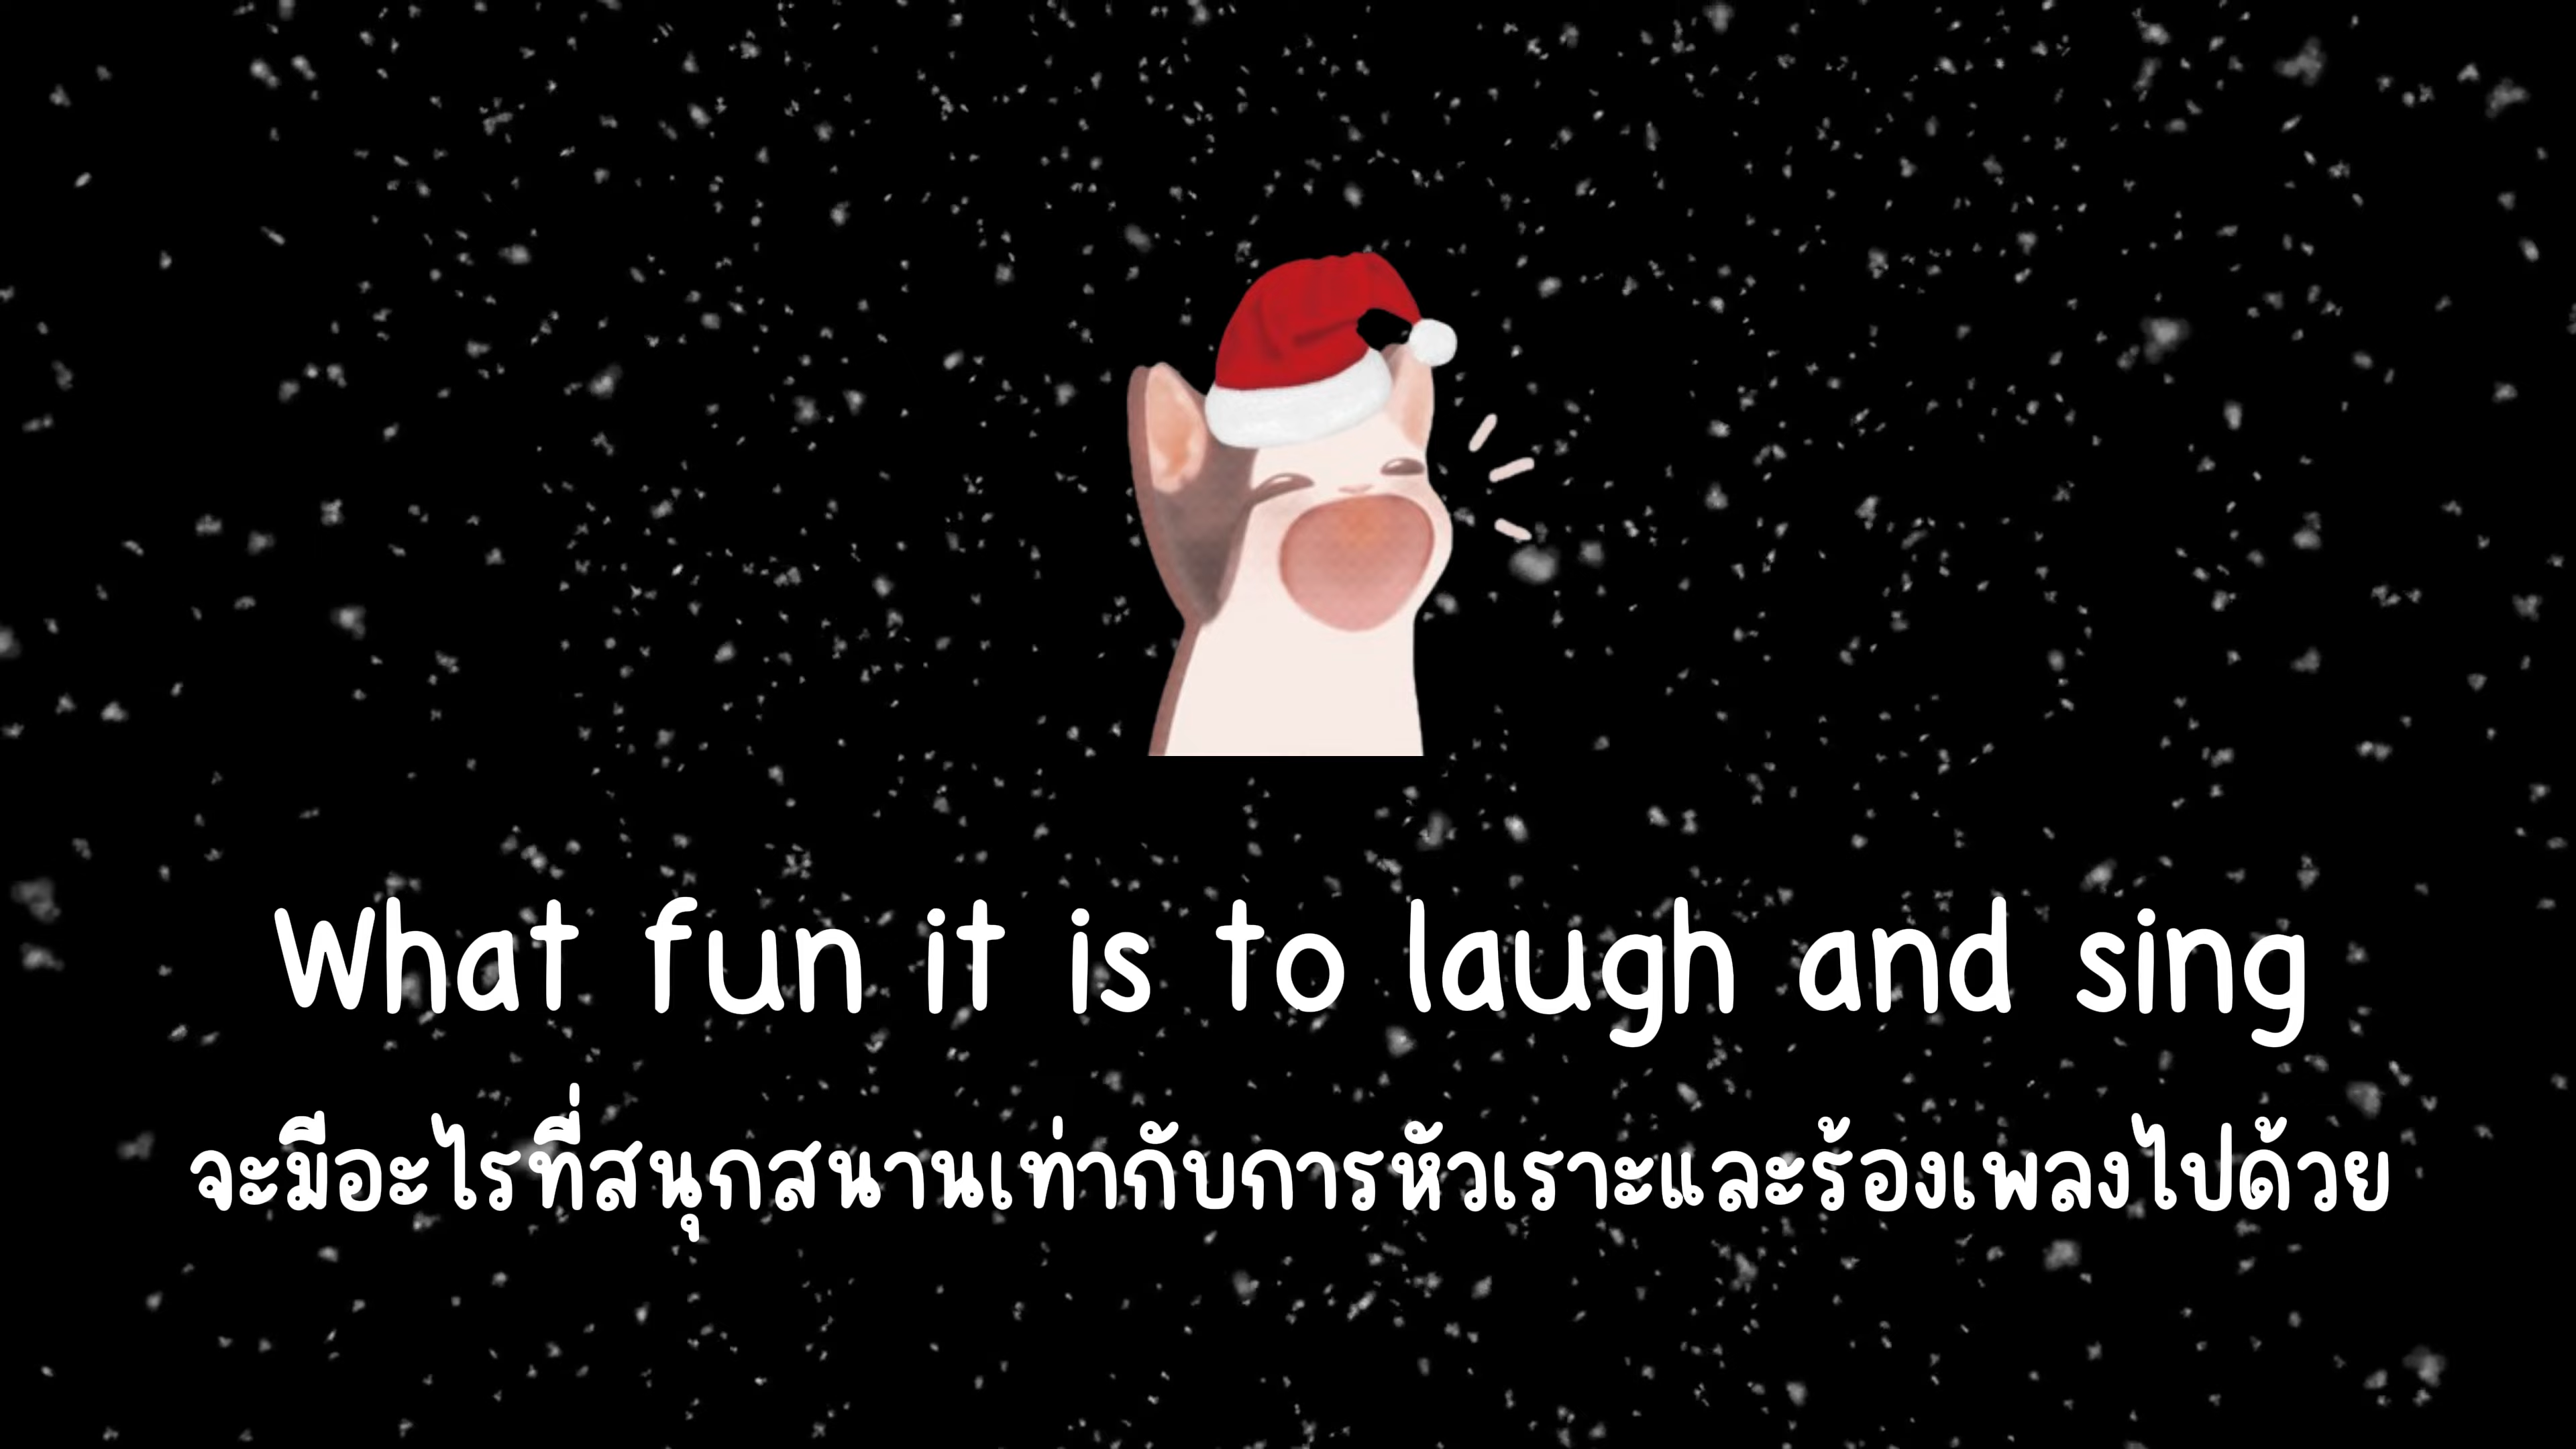 What fun it is to laugh and sing
จะมีอะไรที่สนุกสนานเท่ากับการหัวเราะและร้องเพลงไปด้วย